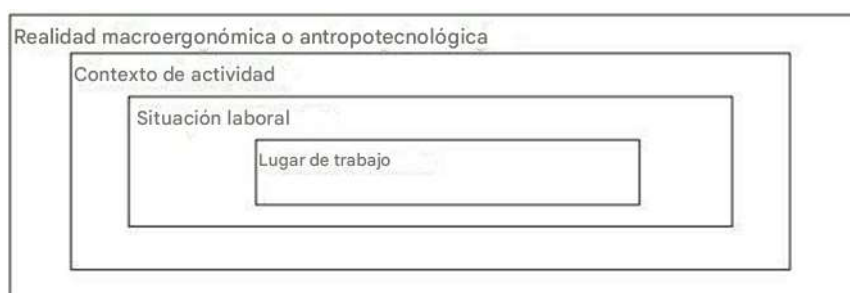 Realidad macroergonómica o antropotecnológica
Contexto de actividad
Situación laboral
Lugar de trabajo